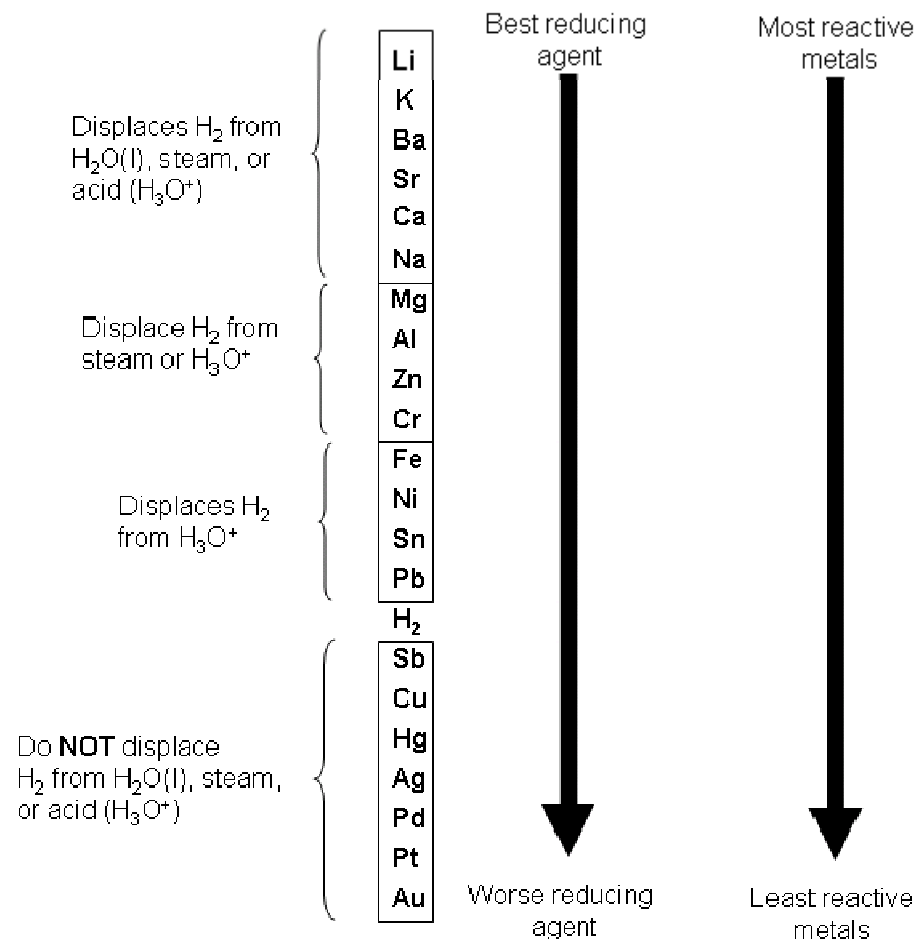 Best reducing
agent
Most reactive
metals
Displaces H₂ from
H₂O(l), steam, or
acid (H₃O⁺)
Li
K
Ba
Sr
Ca
Na
Displace H₂ from
steam or H₃O⁺
Mg
Al
Zn
Cr
Displaces H₂
from H₃O⁺
Fe
Ni
Sn
Pb
H₂
Do NOT displace
H₂ from H₂O(l), steam,
or acid (H₃O⁺)
Sb
Cu
Hg
Ag
Pd
Pt
Au
Worse reducing
agent
Least reactive
metals